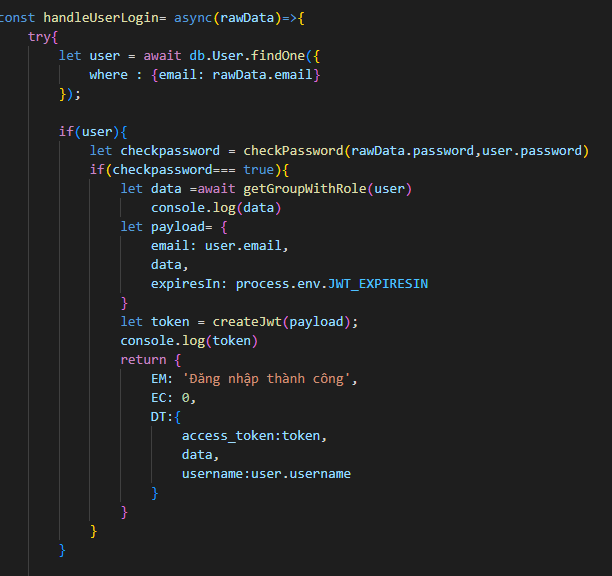 const handleUserLogin= async(rawData)=>{
try{
let user = await db.User.findOne({
where : {email: rawData.email}
});
if(user){
let checkpassword = checkPassword(rawData.password,user.password)
if(checkpassword=== true){
let data =await getGroupWithRole(user)
console.log(data)
let payload= {
email: user.email,
data,
expiresIn: process.env.JWT_EXPIRESIN
}
let token = createJwt(payload);
console.log(token)
return {
EM: 'Đăng nhập thành công',
EC: 0,
DT:{
access_token:token,
data,
username:user.username
}
}
}
}